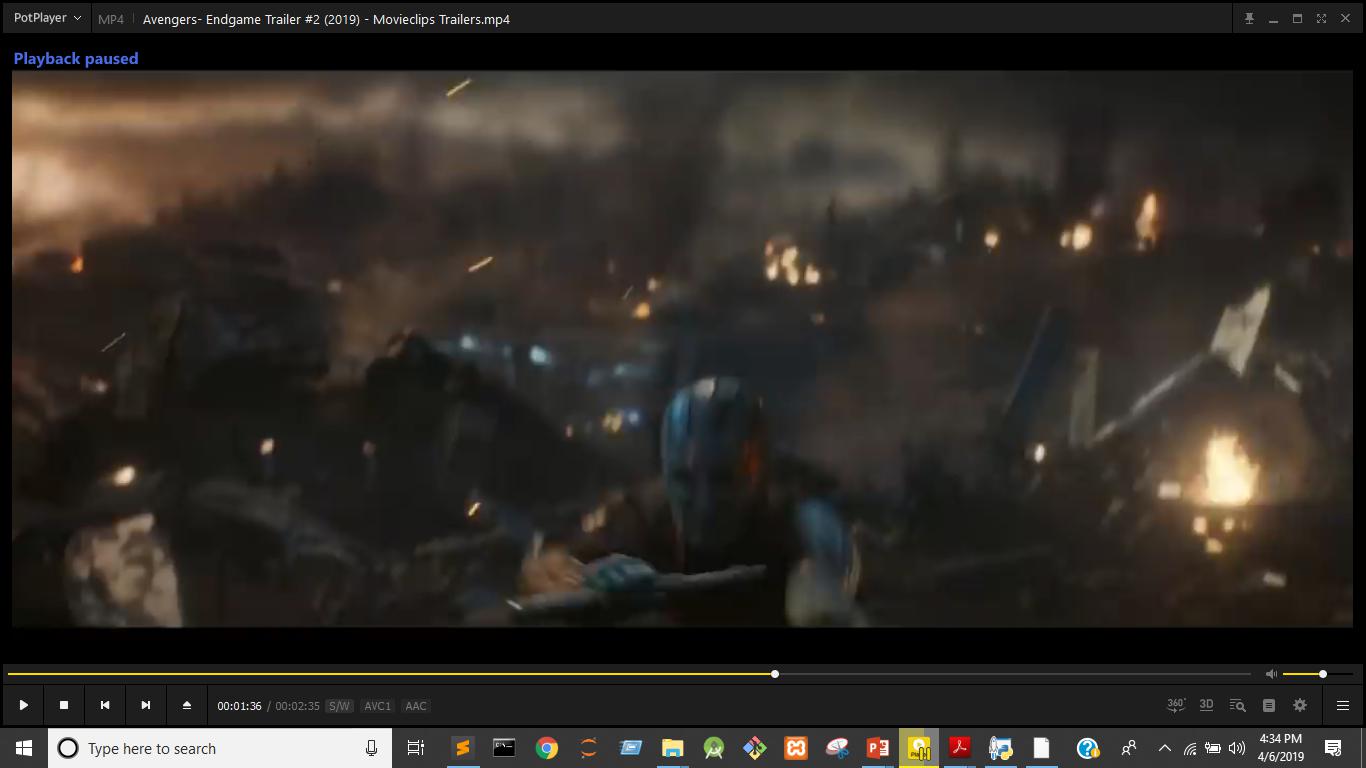 PotPlayer MP4 Avengers- Endgame Trailer #2 (2019) - Movieclips Trailers.mp4
Playback paused
00:01:36 / 00:02:35 S/W AVC1 AAC 360° 3D
Type here to search
4:34 PM
4/6/2019